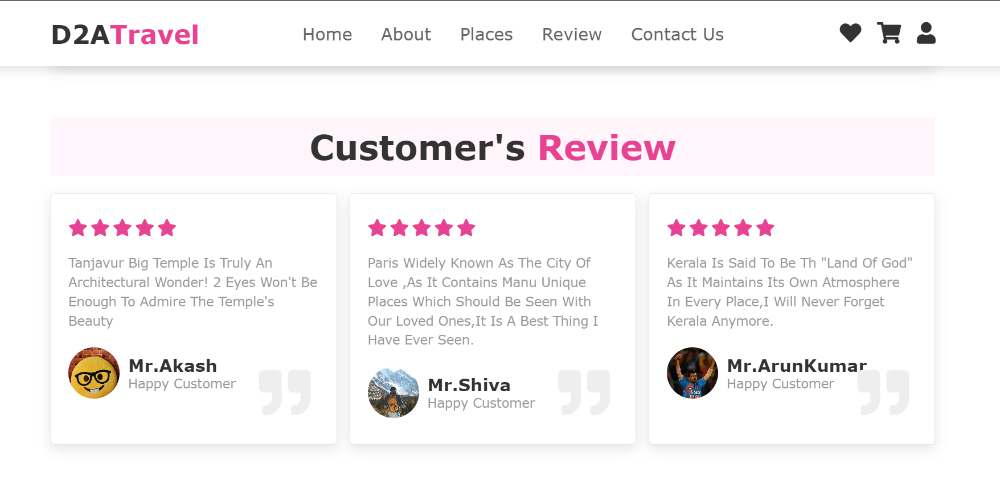 D2ATravel
Home About Places Review Contact Us
Customer's Review
Tanjavur Big Temple Is Truly An
Architectural Wonder! 2 Eyes Won't Be
Enough To Admire The Temple's
Beauty
Mr.Akash
Happy Customer
Paris Widely Known As The City Of
Love ,As It Contains Manu Unique
Places Which Should Be Seen With
Our Loved Ones,It Is A Best Thing I
Have Ever Seen.
Mr.Shiva
Happy Customer
Kerala Is Said To Be Th "Land Of God"
As It Maintains Its Own Atmosphere
In Every Place,I Will Never Forget
Kerala Anymore.
Mr.ArunKumar
Happy Customer